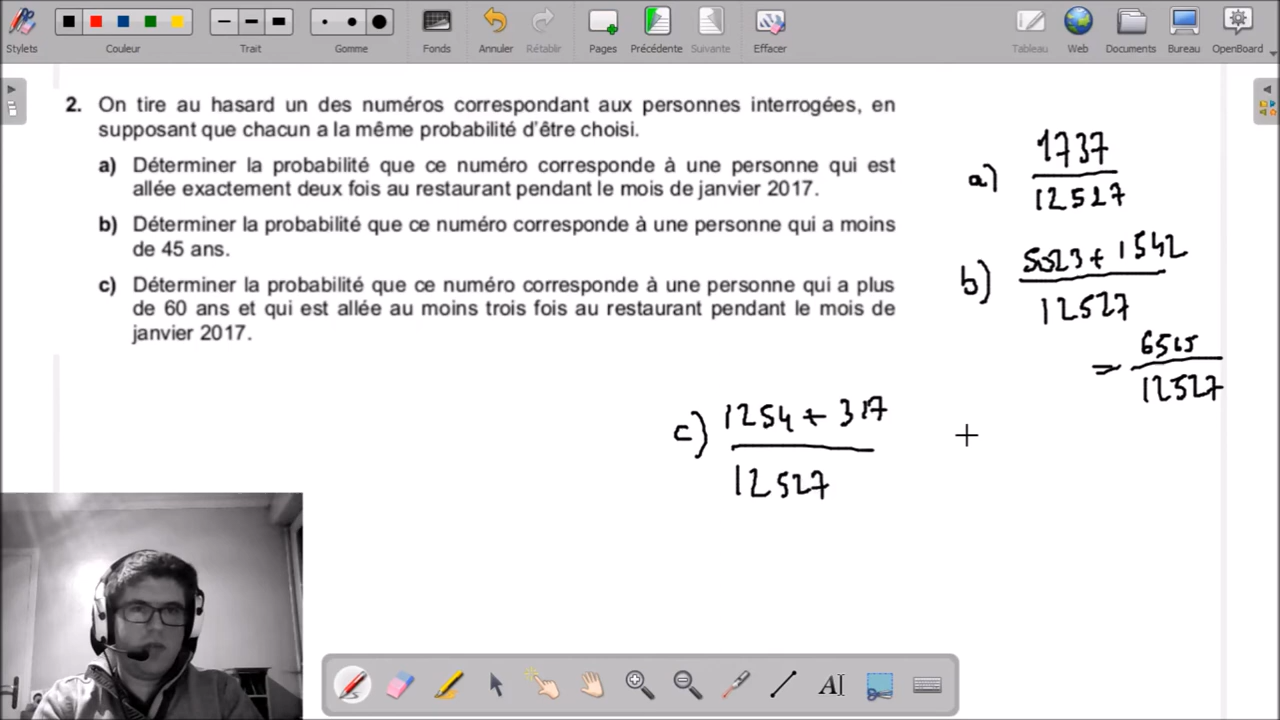 Stylets
Couleur
Trait
Gomme
Fonds
Annuler
Rétablir
Pages
Précédente
Suivante
Effacer
Tableau
Web
Documents
Bureau
OpenBoard
2. On tire au hasard un des numéros correspondant aux personnes interrogées, en
supposant que chacun a la même probabilité d'être choisi.
a) Déterminer la probabilité que ce numéro corresponde à une personne qui est
allée exactement deux fois au restaurant pendant le mois de janvier 2017.
b) Déterminer la probabilité que ce numéro corresponde à une personne qui a moins
de 45 ans.
c) Déterminer la probabilité que ce numéro corresponde à une personne qui a plus
de 60 ans et qui est allée au moins trois fois au restaurant pendant le mois de
janvier 2017.
a) 1737
12527
b) 5023 + 1542
12527
= 6565
12527
c) 1254 + 317
12527
AI